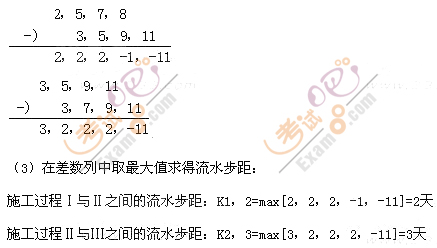 2, 5, 7, 8
-) 3, 5, 9, 11
2, 2, 2, -1, -11
3, 5, 9, 11
-) 3, 7, 9, 11
3, 2, 2, 2, -11
(3)在差数列中取最大值求得流水步距:
施工过程Ⅰ与Ⅱ之间的流水步距:K1, 2=max[2, 2, 2, -1, -11]=2天
施工过程Ⅱ与III之间的流水步距:K2, 3=max[3, 2, 2, 2, -11]=3天